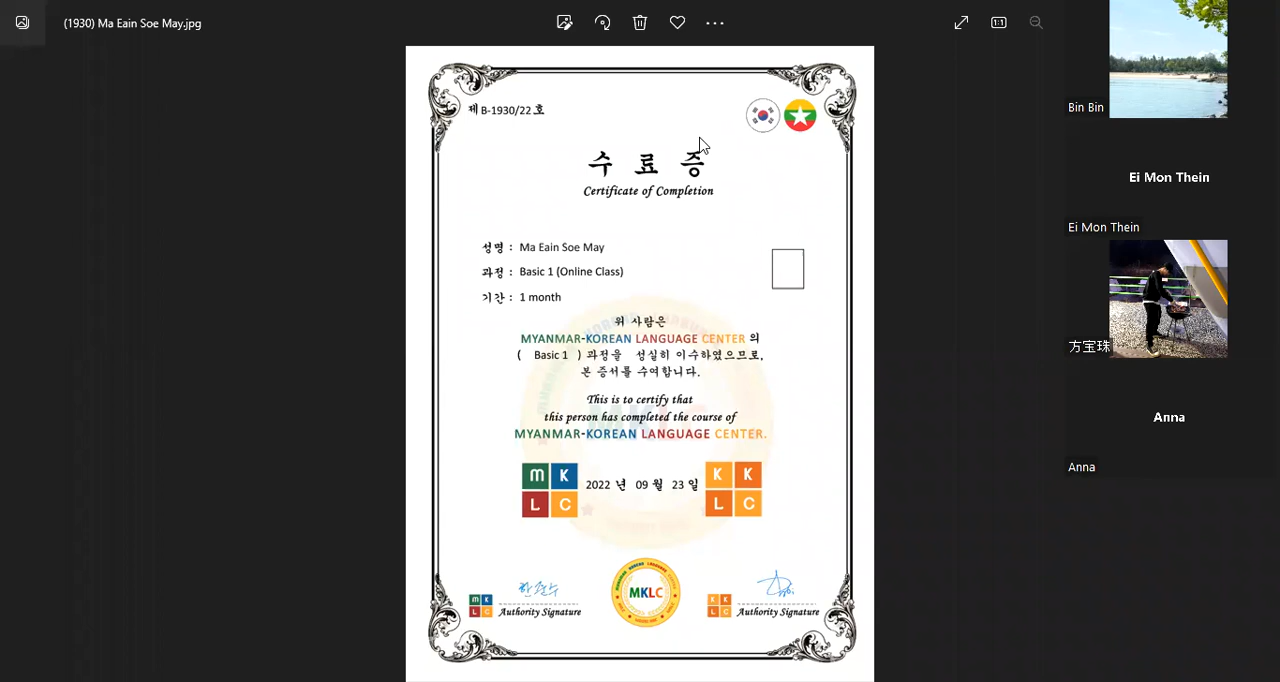 (1930) Ma Eain Soe May.jpg
제 B-1930/22 호
수 료 증
Certificate of Completion
성명 : Ma Eain Soe May
과정 : Basic 1 (Online Class)
기간 : 1 month
위 사람은
MYANMAR-KOREAN LANGUAGE CENTER 의
( Basic 1 ) 과정을 성실히 이수하였으므로,
본 증서를 수여합니다.
This is to certify that
this person has completed the course of
MYANMAR-KOREAN LANGUAGE CENTER.
M K
L C
2022 년 09 월 23 일
K K
L C
M K
L C
Authority Signature
MKLC
K K
L C
Authority Signature
Bin Bin
Ei Mon Thein
Ei Mon Thein
方宝珠
Anna
Anna